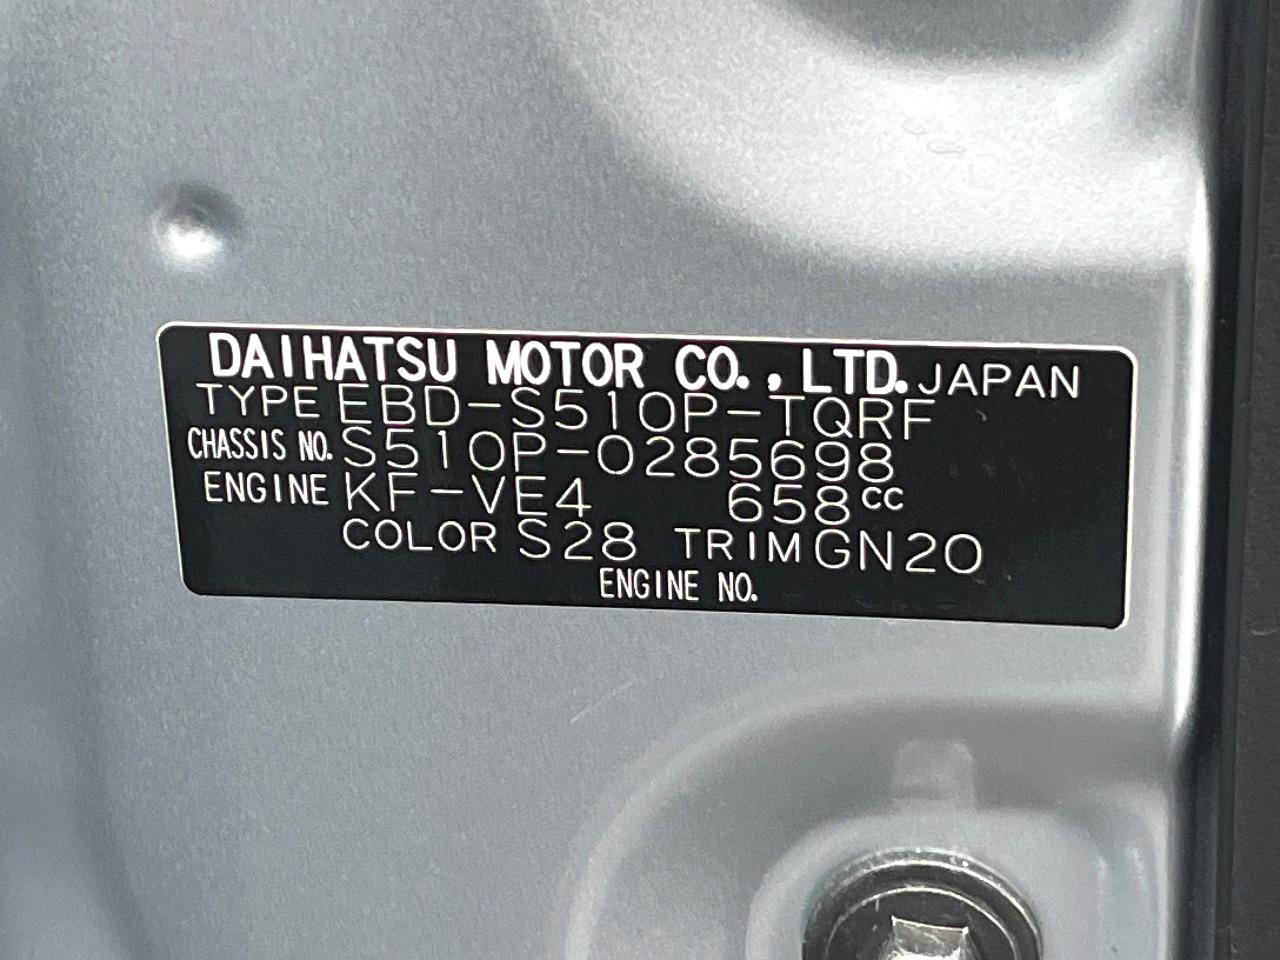 DAIHATSU MOTOR CO., LTD. JAPAN
TYPE EBD-S510P-TQRF
CHASSIS NO. S510P-0285698
ENGINE KF-VE4 658cc
COLOR S28 TRIM GN20
ENGINE NO.